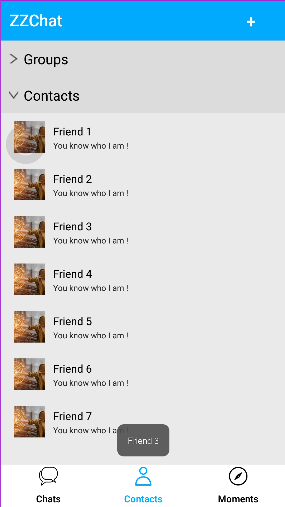 ZZChat +
Groups
Contacts
Friend 1
You know who I am !
Friend 2
You know who I am !
Friend 3
You know who I am !
Friend 4
You know who I am !
Friend 5
You know who I am !
Friend 6
You know who I am !
Friend 7
You know who I am !
Friend 3
Chats Contacts Moments